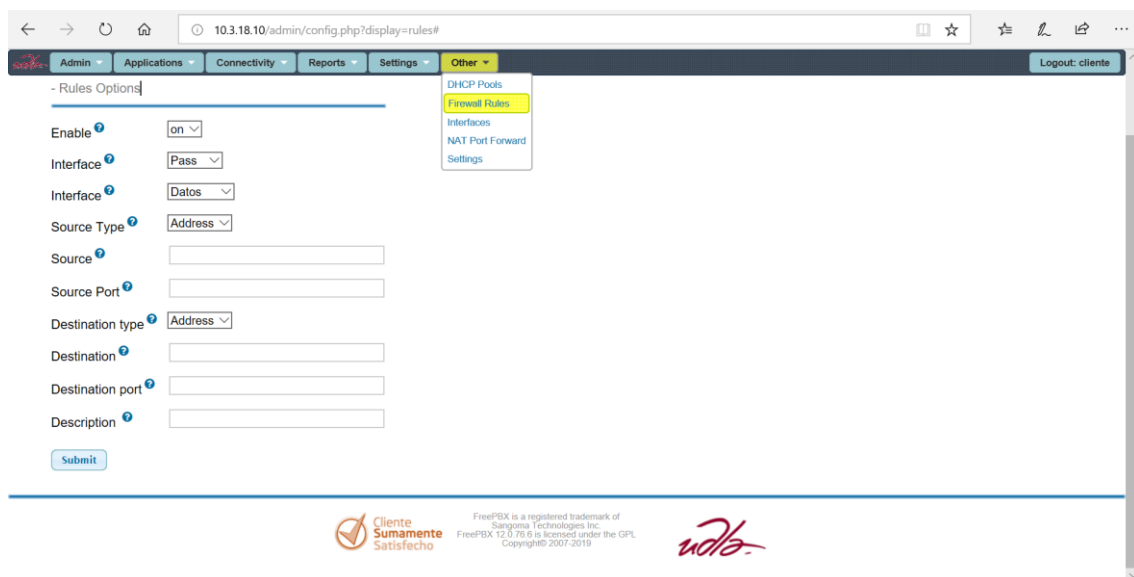 10.3.18.10/admin/config.php?display=rules#
Admin Applications Connectivity Reports Settings Other Logout: cliente
- Rules Options
DHCP Pools
Firewall Rules
Interfaces
NAT Port Forward
Settings
Enable on
Interface Pass
Interface Datos
Source Type Address
Source
Source Port
Destination type Address
Destination
Destination port
Description
Submit
Cliente
Sumamente
Satisfecho
FreePBX is a registered trademark of
Sangoma Technologies Inc.
FreePBX 12.0.76.6 is licensed under the GPL
Copyright© 2007-2019
udla-